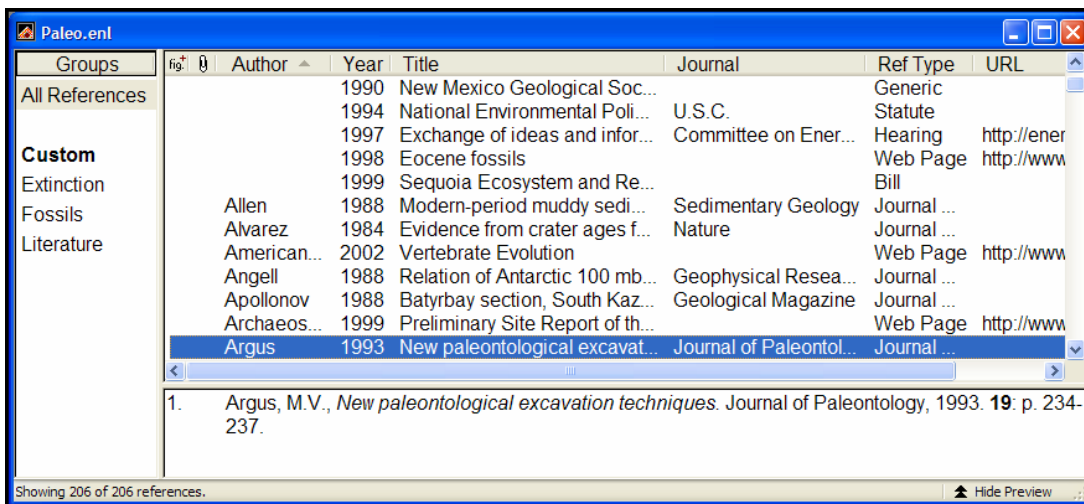 Paleo.enl
Groups
All References
Custom
Extinction
Fossils
Literature
fig. Author Year Title Journal Ref Type URL
1990 New Mexico Geological Soc... Generic
1994 National Environmental Poli... U.S.C. Statute
1997 Exchange of ideas and infor... Committee on Ener... Hearing http://ener
1998 Eocene fossils Web Page http://www
1999 Sequoia Ecosystem and Re... Bill
Allen 1988 Modern-period muddy sedi... Sedimentary Geology Journal ...
Alvarez 1984 Evidence from crater ages f... Nature Journal ...
American... 2002 Vertebrate Evolution Web Page http://www
Angell 1988 Relation of Antarctic 100 mb... Geophysical Resea... Journal ...
Apollonov 1988 Batyrbay section, South Kaz... Geological Magazine Journal ...
Archaeos... 1999 Preliminary Site Report of th... Web Page http://www
Argus 1993 New paleontological excavat... Journal of Paleontol... Journal ...
1. Argus, M.V., New paleontological excavation techniques. Journal of Paleontology, 1993. 19: p. 234-
237.
Showing 206 of 206 references. Hide Preview